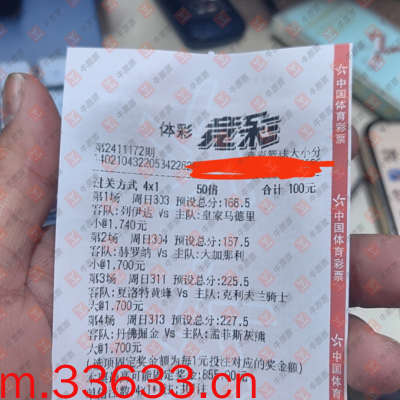 体彩 竞彩
第2411172期
竞彩篮球大小分
过关方式 4x1 50倍 合计 100元
第1场 周日303 预设总分:166.5
客队:列伊达 Vs 主队:皇家马德里
小@1.740元
第2场 周日304 预设总分:157.5
客队:赫罗纳 Vs 主队:大加那利
小@1.700元
第3场 周日311 预设总分:225.5
客队:夏洛特黄蜂 Vs 主队:克利夫兰骑士
大@1.700元
第4场 周日313 预设总分:227.5
客队:丹佛掘金 Vs 主队:孟菲斯灰熊
大@1.700元
(选项固定奖金额为每1元投注对应的奖金额)
中国体育彩票
中国体育彩票
m.33633.cn